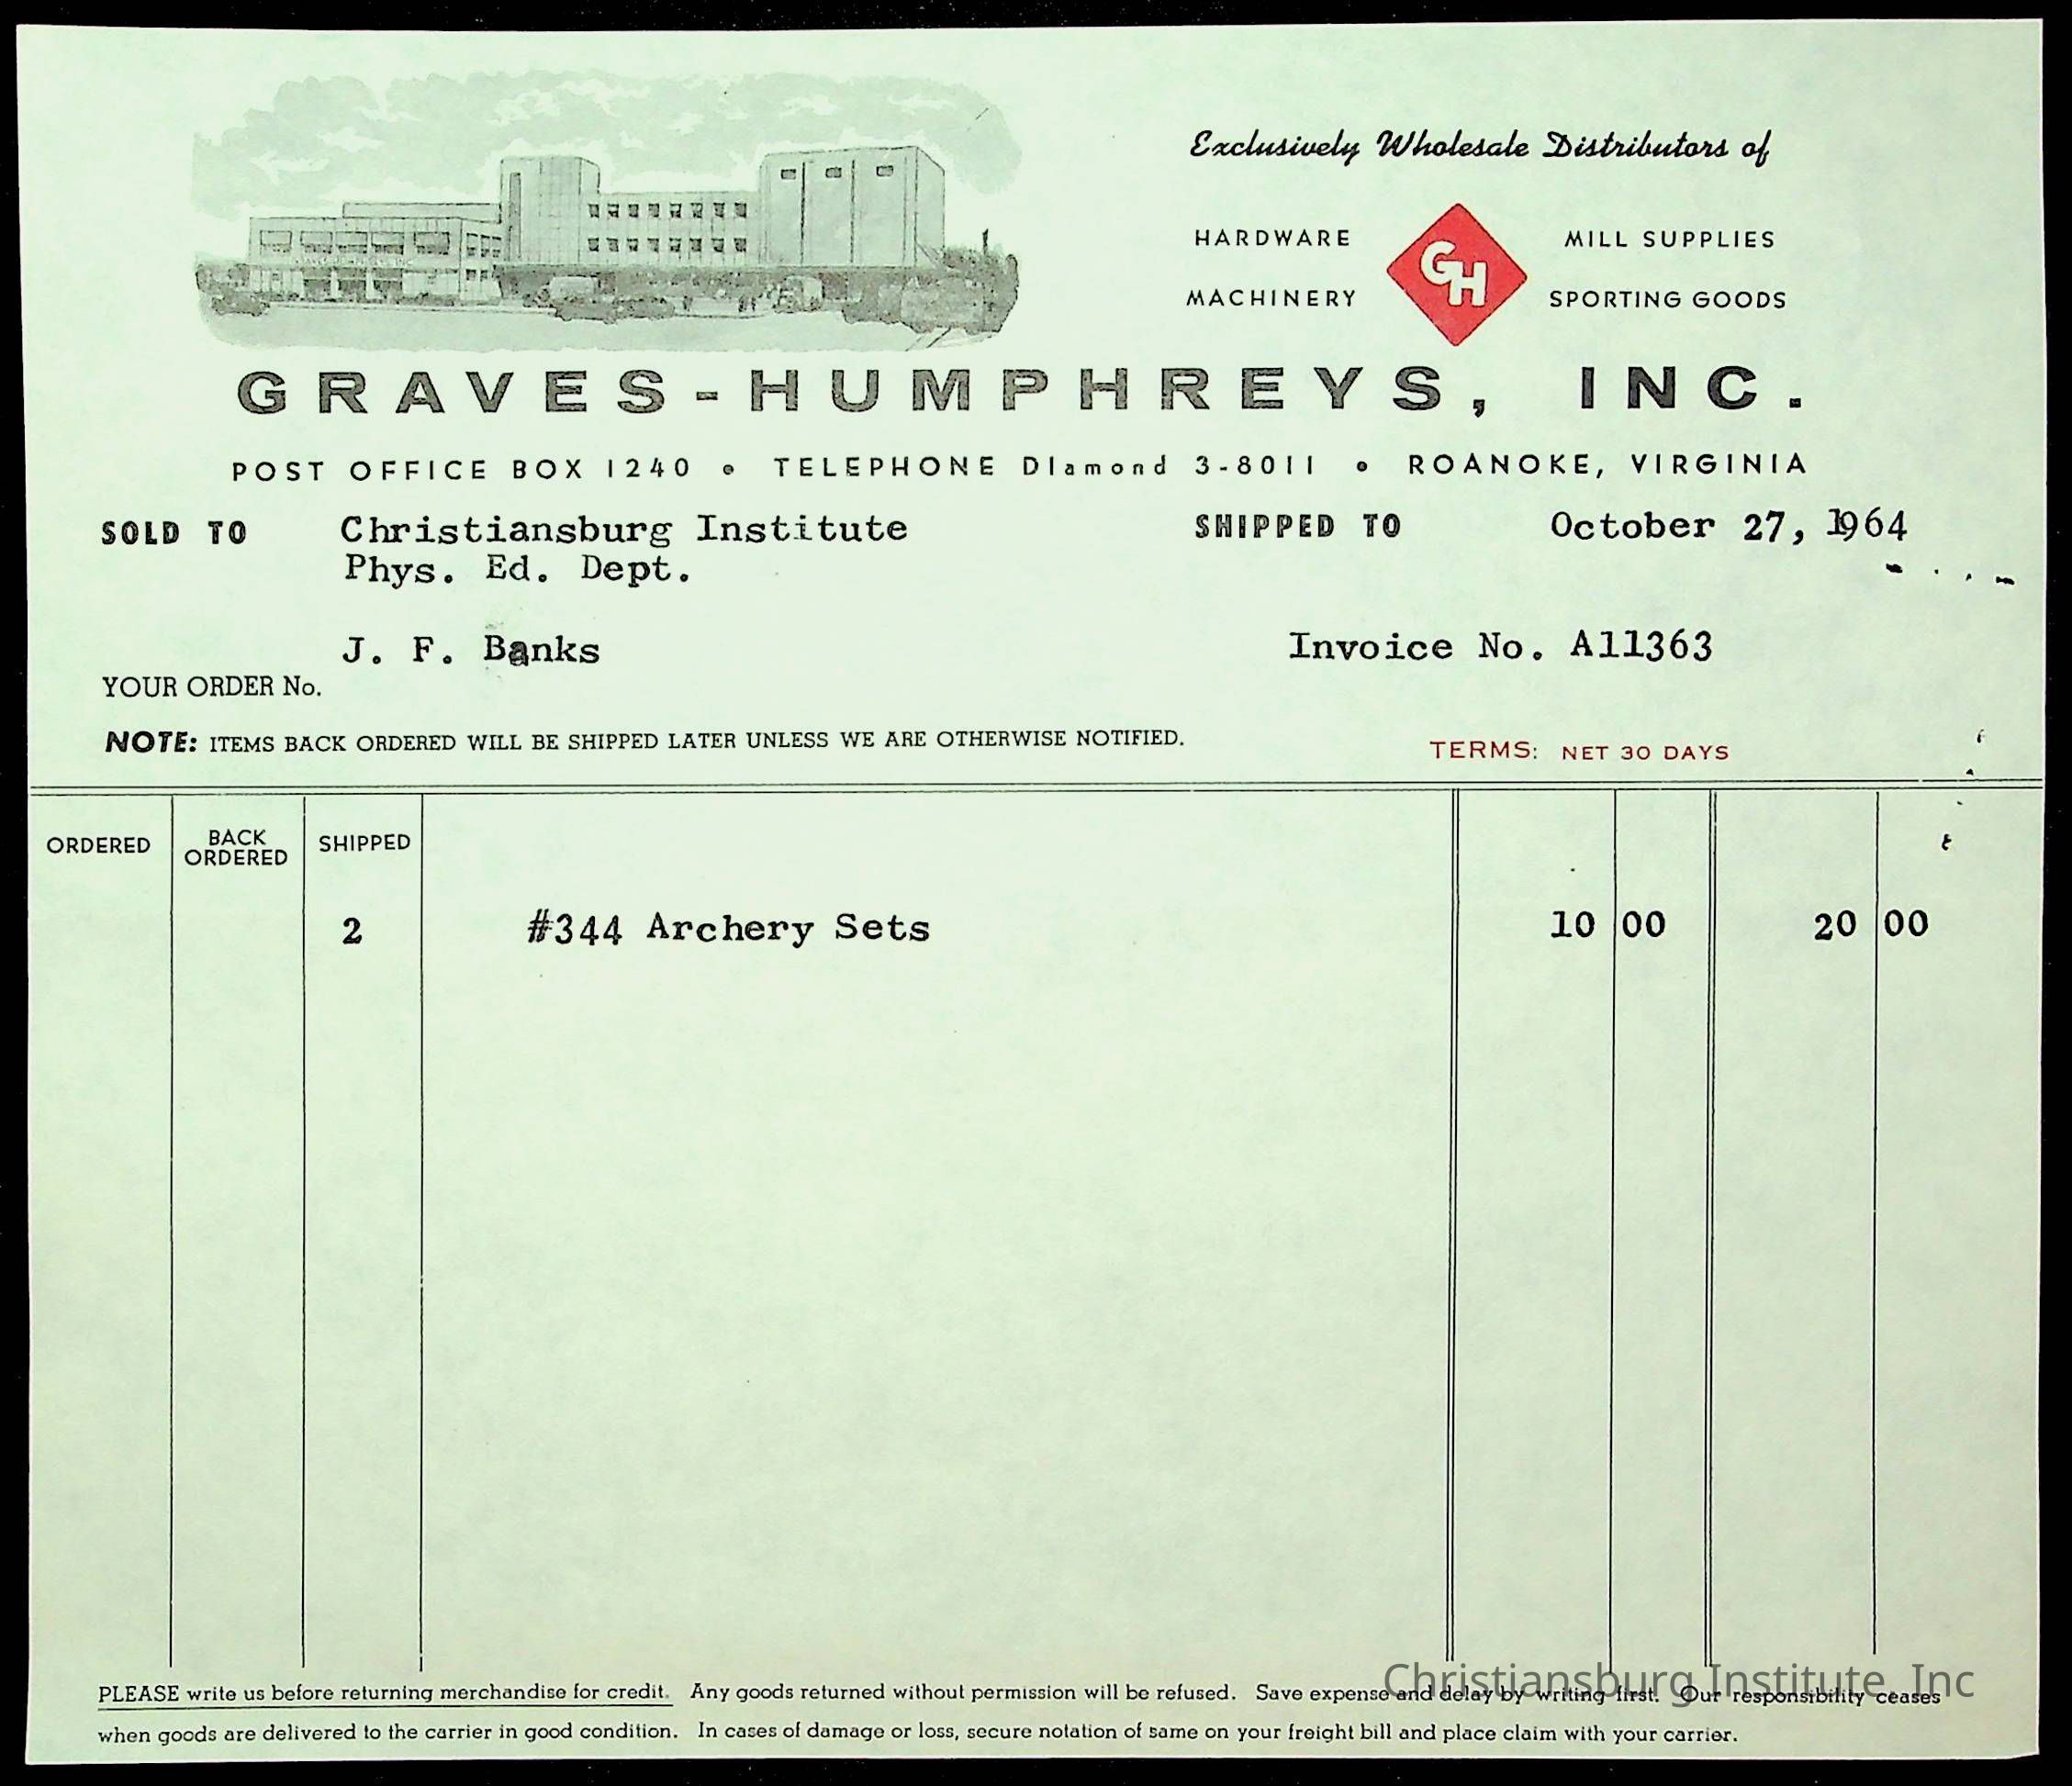 Exclusively Wholesale Distributors of
HARDWARE
MILL SUPPLIES
GH
MACHINERY
SPORTING GOODS
GRAVES-HUMPHREYS, INC.
POST OFFICE BOX 1240 • TELEPHONE DIamond 3-8011 • ROANOKE, VIRGINIA
SOLD TO Christiansburg Institute SHIPPED TO October 27, 1964
Phys. Ed. Dept.
J. F. Banks Invoice No. A11363
YOUR ORDER No.
NOTE: ITEMS BACK ORDERED WILL BE SHIPPED LATER UNLESS WE ARE OTHERWISE NOTIFIED. TERMS: NET 30 DAYS
ORDERED BACK ORDERED SHIPPED
2 #344 Archery Sets 10 00 20 00
Christiansburg Institute, Inc
PLEASE write us before returning merchandise for credit. Any goods returned without permission will be refused. Save expense and delay by writing first. Our responsibility ceases
when goods are delivered to the carrier in good condition. In cases of damage or loss, secure notation of same on your freight bill and place claim with your carrier.